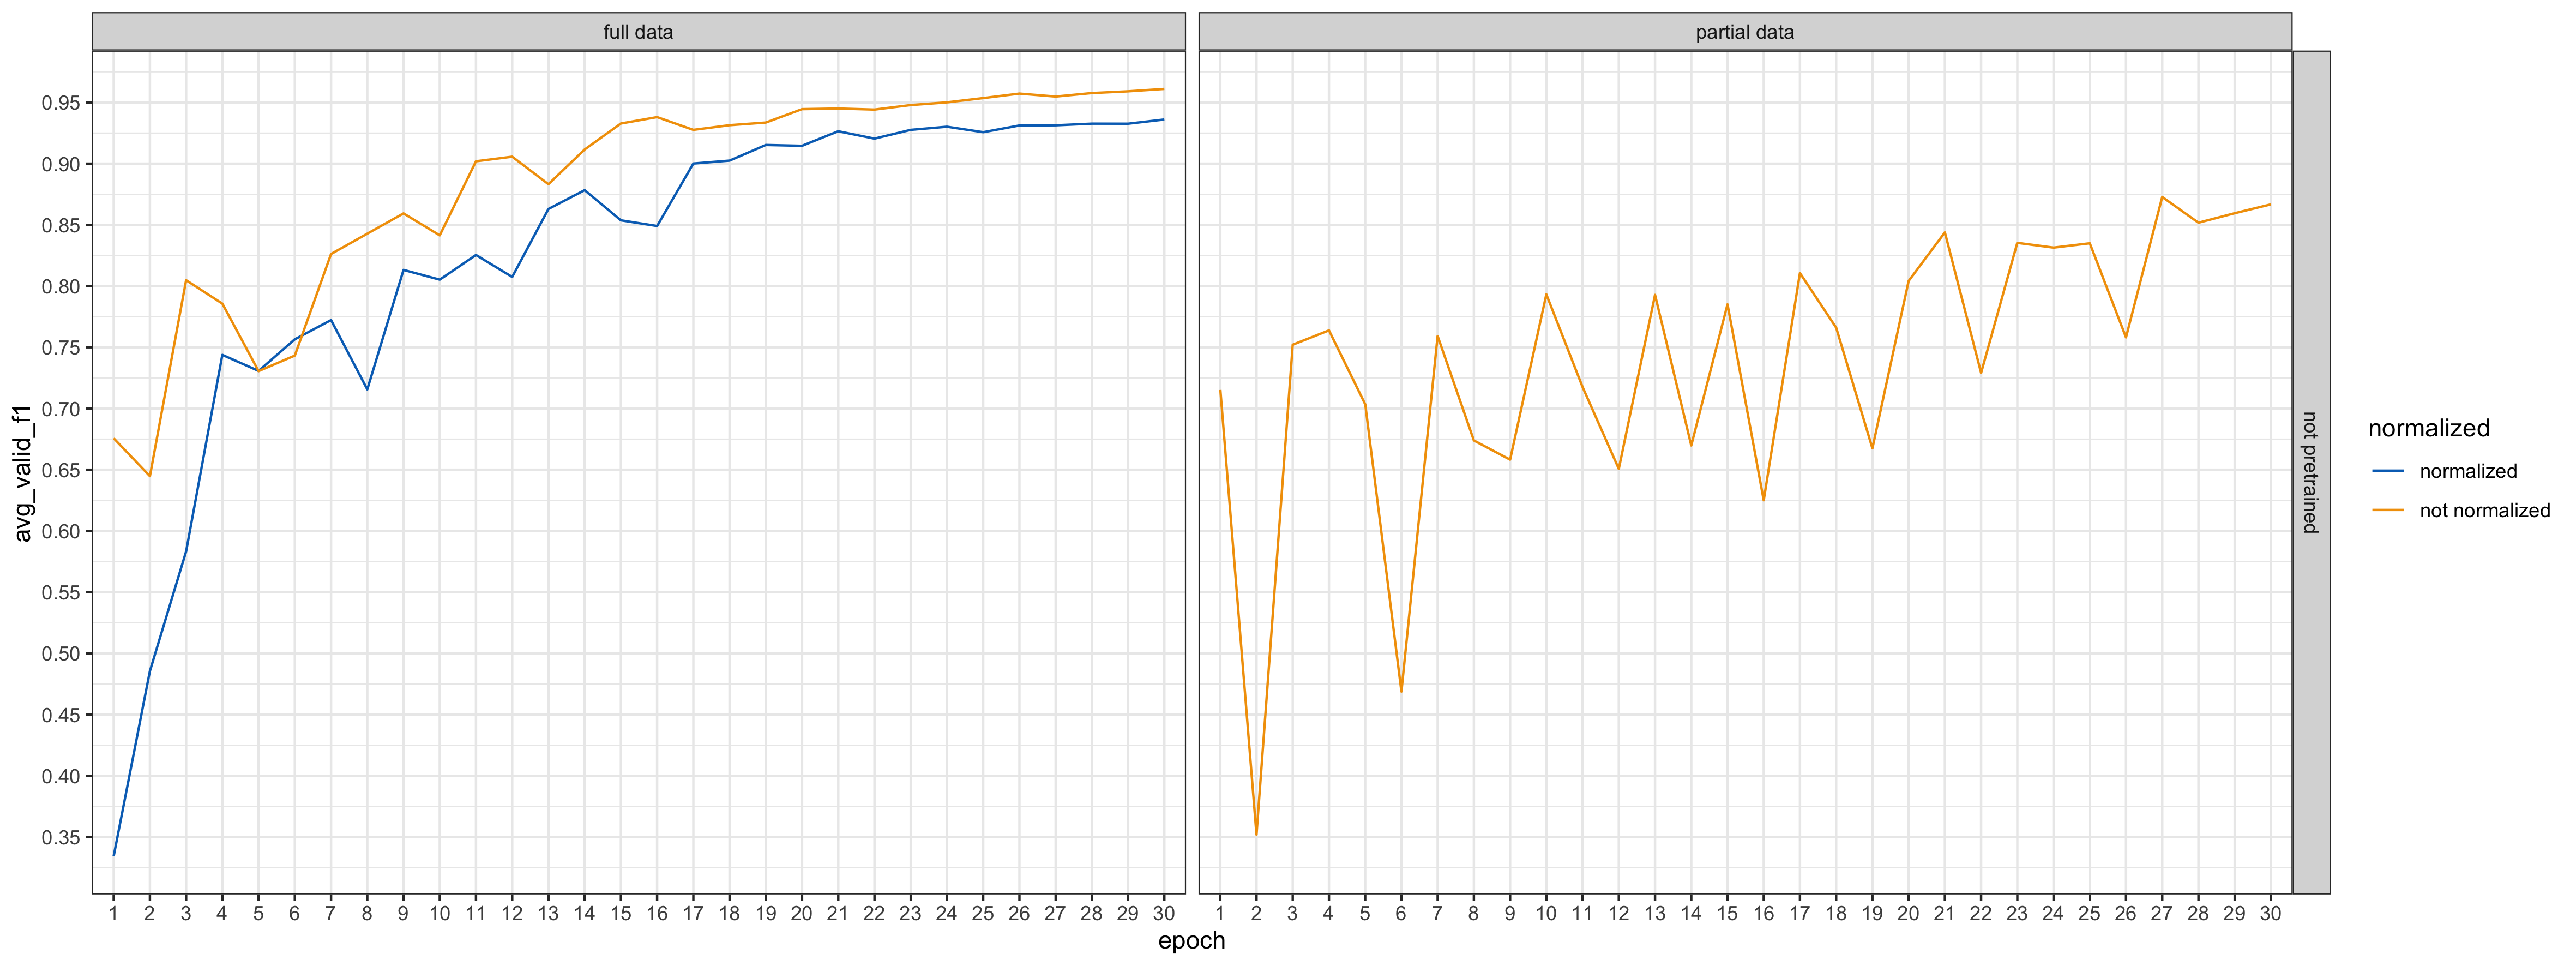 full data
partial data
not pretrained
avg_valid_f1
0.95
0.90
0.85
0.80
0.75
0.70
0.65
0.60
0.55
0.50
0.45
0.40
0.35
1 2 3 4 5 6 7 8 9 10 11 12 13 14 15 16 17 18 19 20 21 22 23 24 25 26 27 28 29 30
1 2 3 4 5 6 7 8 9 10 11 12 13 14 15 16 17 18 19 20 21 22 23 24 25 26 27 28 29 30
epoch
normalized
normalized
not normalized